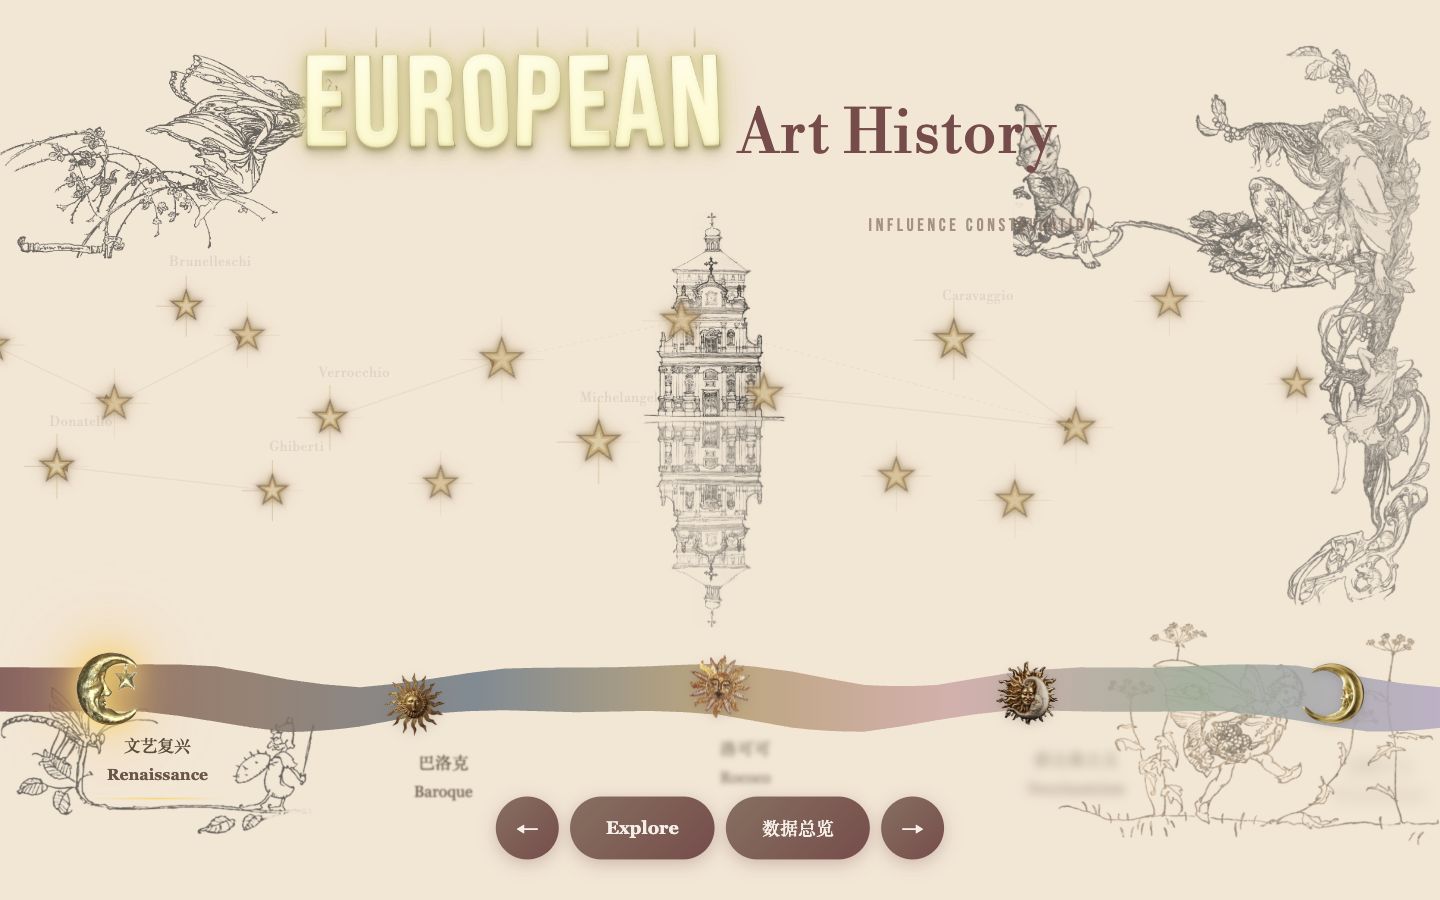 EUROPEAN
Art History
INFLUENCE CONSTELLATION
Brunelleschi
Caravaggio
Verrocchio
Michelangel
Donatello
Ghiberti
文艺复兴
Renaissance
巴洛克
Baroque
洛可可
Rococo
←
Explore
数据总览
→